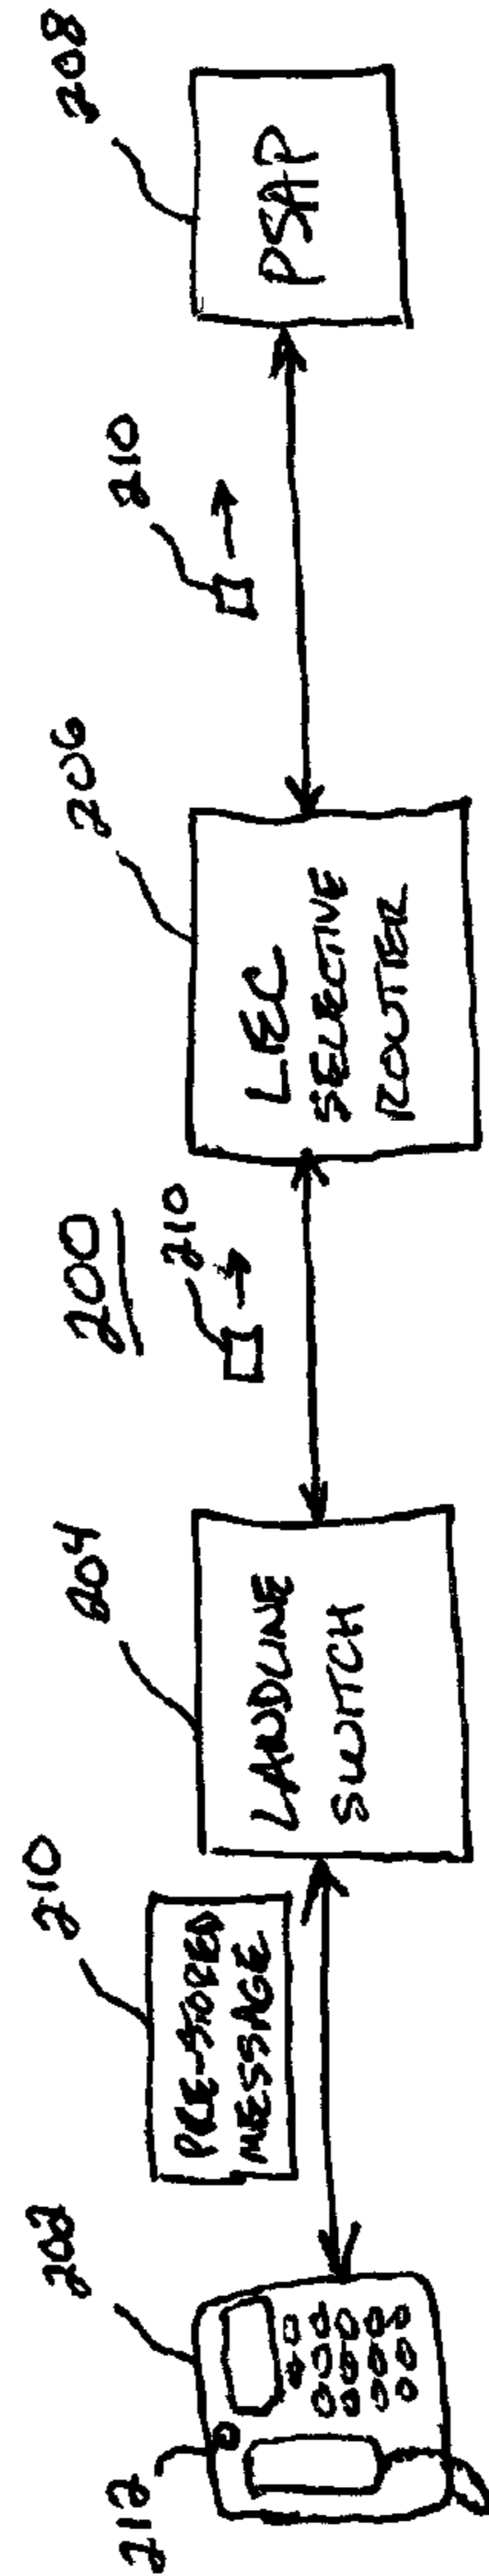 200
212
202
210
PRE-STORED
MESSAGE
204
LANDLINE
SWITCH
210
206
LEC
SELECTIVE
ROUTER
210
208
PSAP